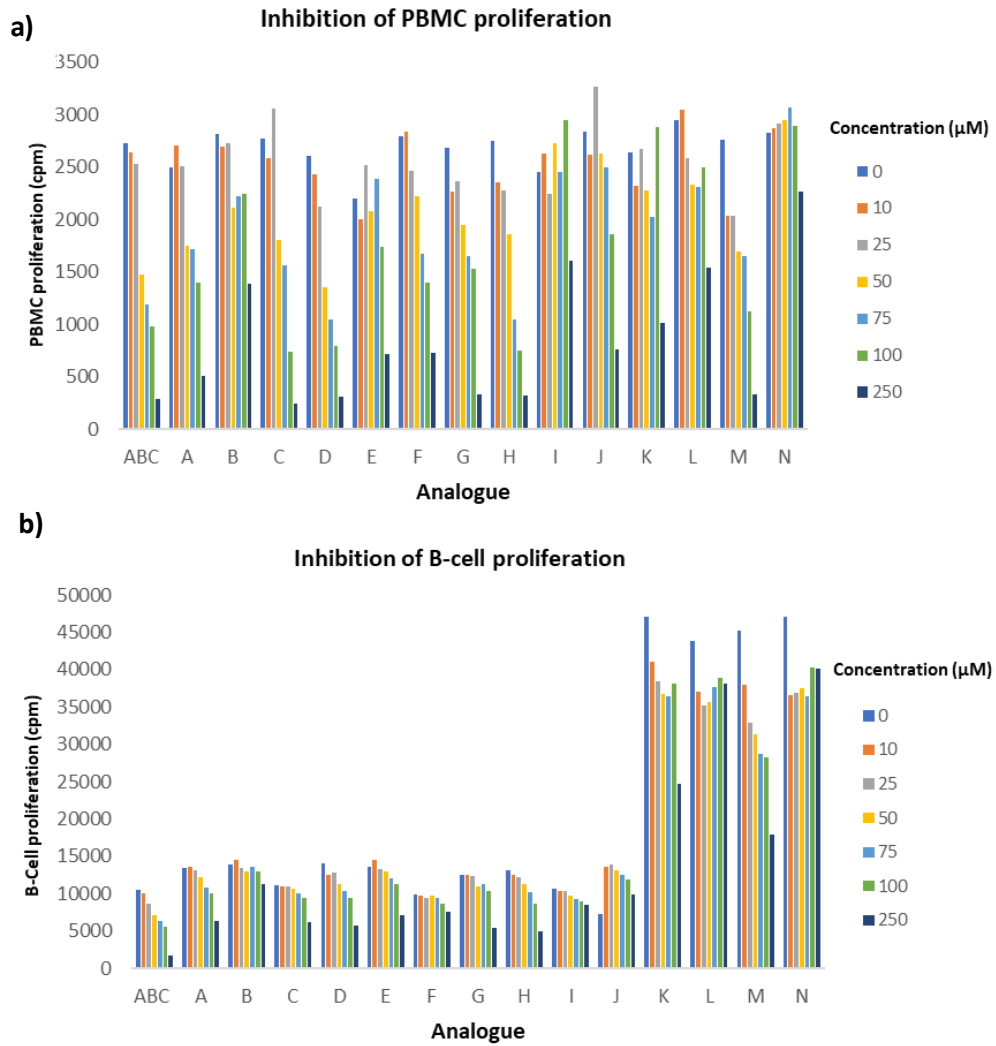 a)
Inhibition of PBMC proliferation
PBMC proliferation (cpm)
3500
3000
2500
2000
1500
1000
500
0
ABC A B C D E F G H I J K L M N
Analogue
Concentration (µM)
0
10
25
50
75
100
250
b)
Inhibition of B-cell proliferation
B-Cell proliferation (cpm)
50000
45000
40000
35000
30000
25000
20000
15000
10000
5000
0
ABC A B C D E F G H I J K L M N
Analogue
Concentration (µM)
0
10
25
50
75
100
250